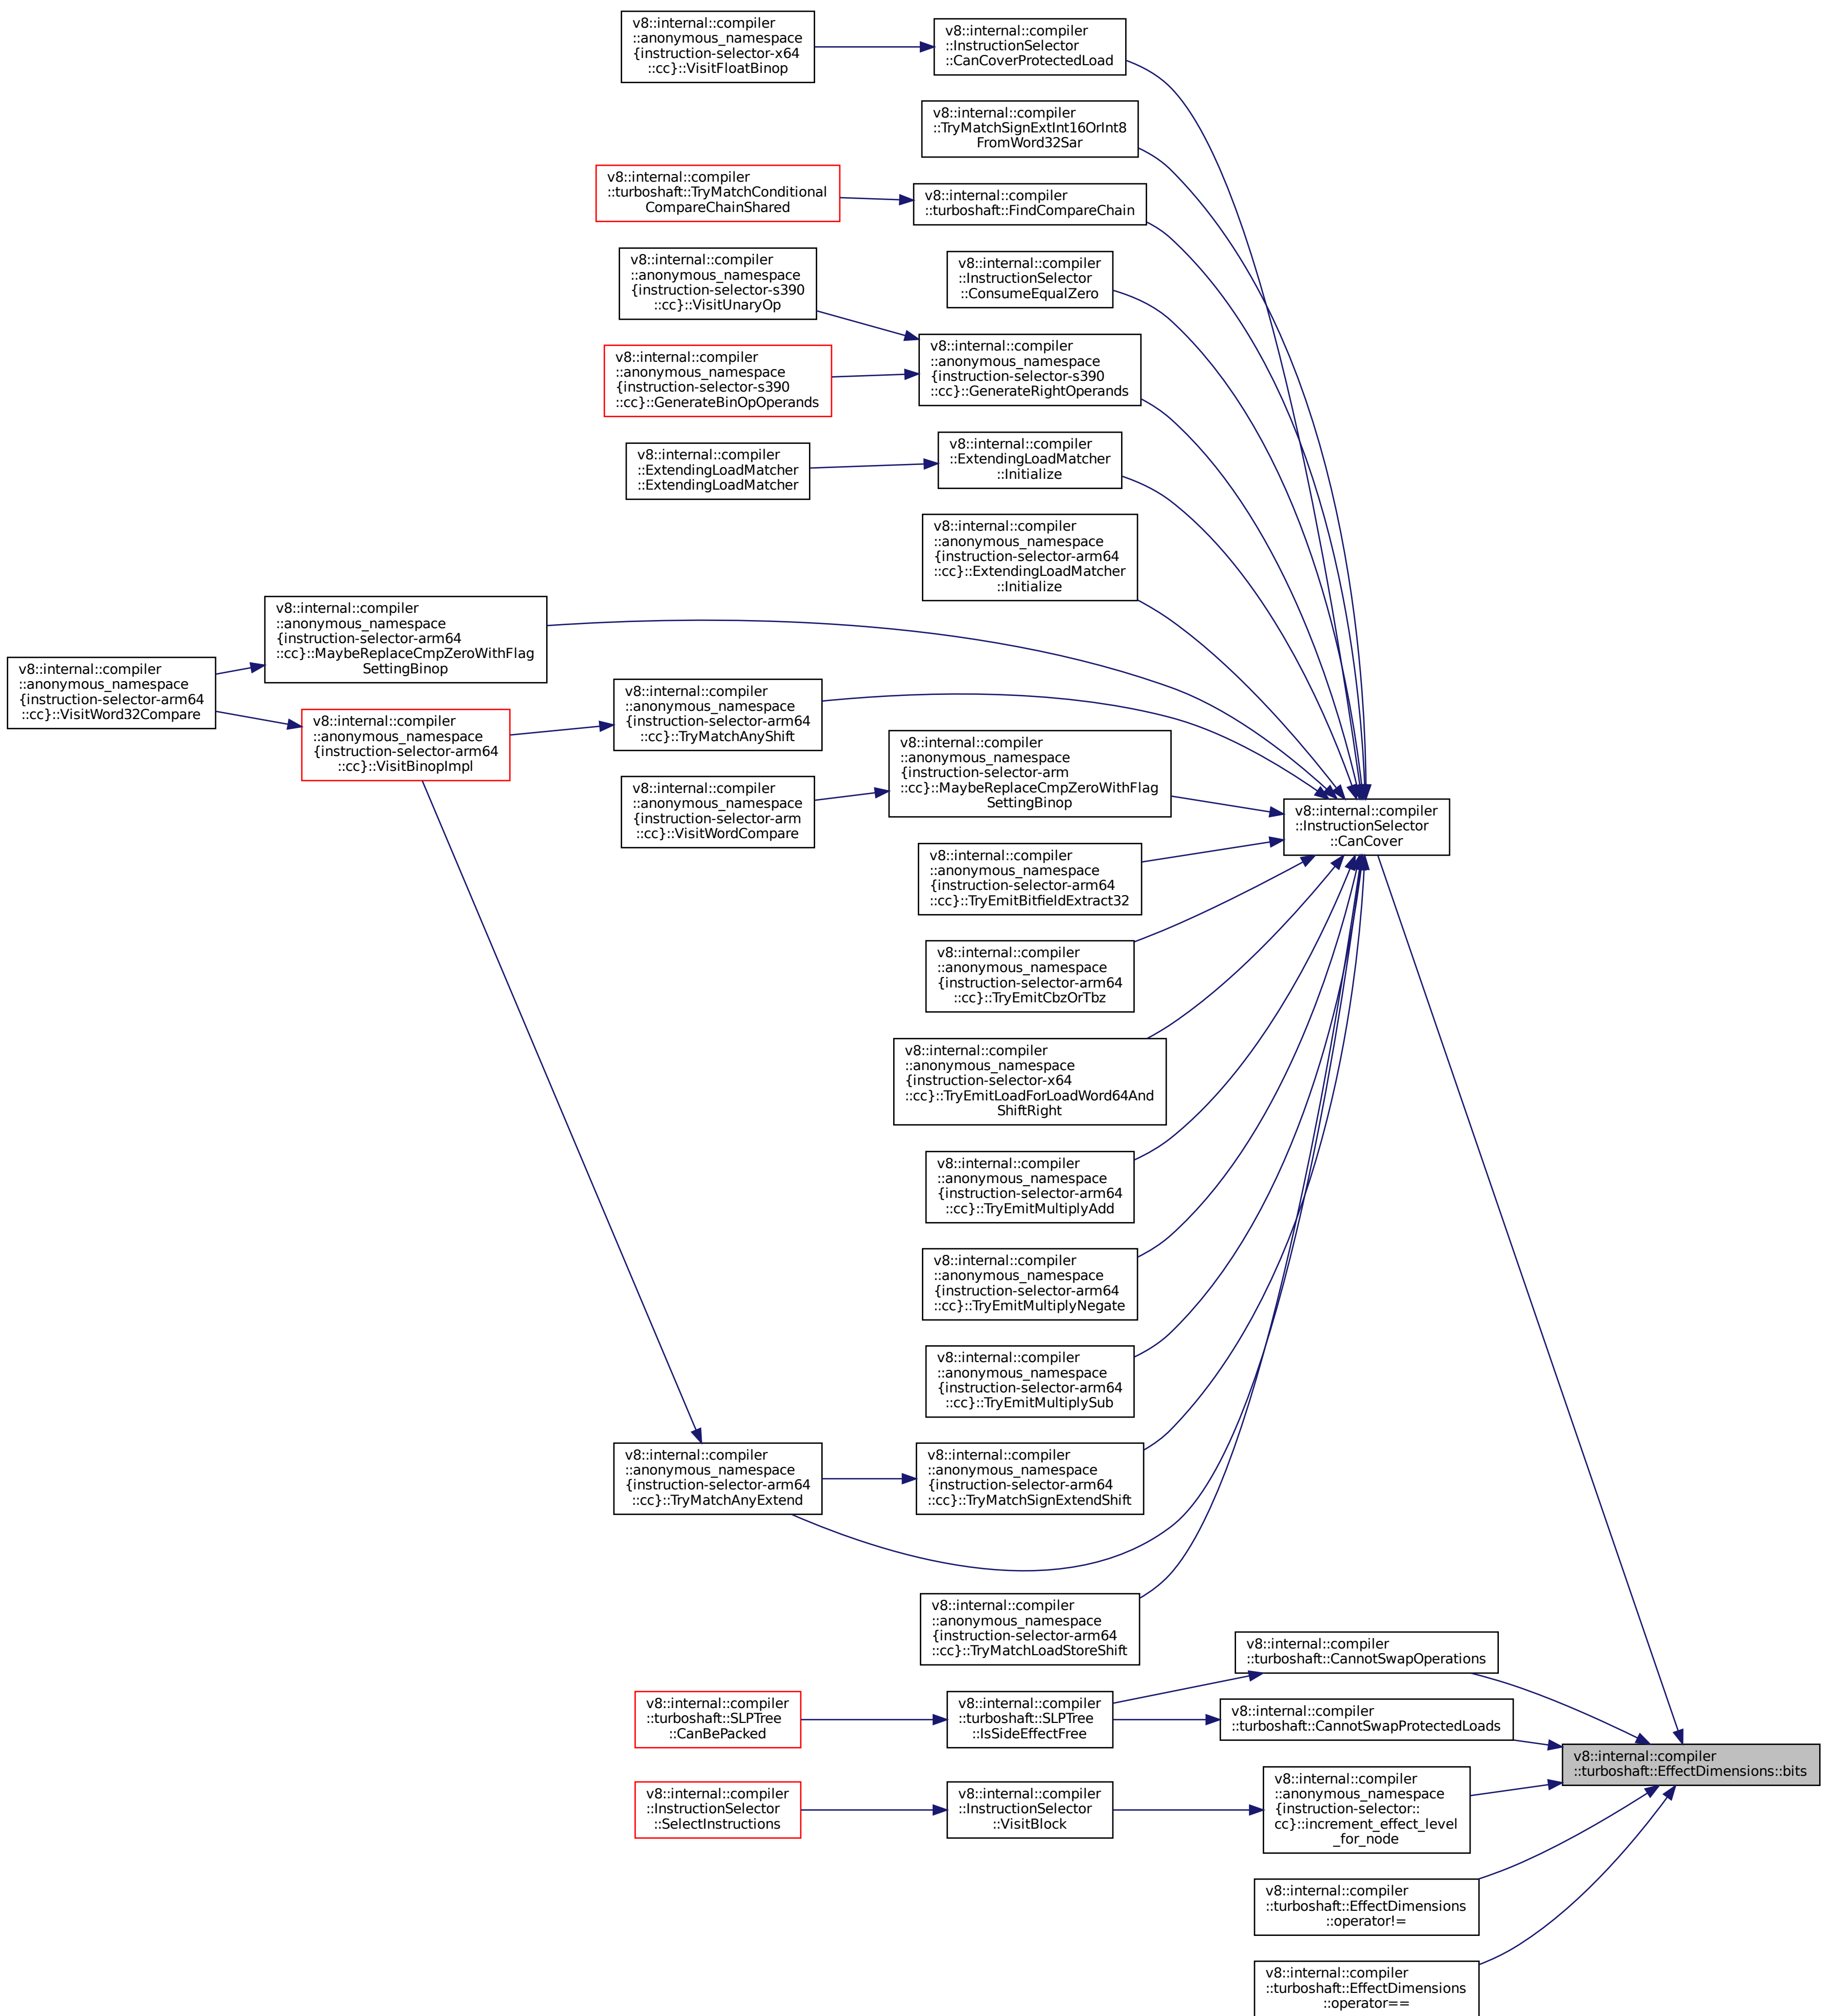 v8::internal::compiler
::anonymous_namespace
{instruction-selector-x64
::cc}::VisitFloatBinop
v8::internal::compiler
::InstructionSelector
::CanCoverProtectedLoad
v8::internal::compiler
::TryMatchSignExtInt16OrInt8
FromWord32Sar
v8::internal::compiler
::turboshaft::TryMatchConditional
CompareChainShared
v8::internal::compiler
::turboshaft::FindCompareChain
v8::internal::compiler
::anonymous_namespace
{instruction-selector-s390
::cc}::VisitUnaryOp
v8::internal::compiler
::InstructionSelector
::ConsumeEqualZero
v8::internal::compiler
::anonymous_namespace
{instruction-selector-s390
::cc}::GenerateBinOpOperands
v8::internal::compiler
::anonymous_namespace
{instruction-selector-s390
::cc}::GenerateRightOperands
v8::internal::compiler
::ExtendingLoadMatcher
::ExtendingLoadMatcher
v8::internal::compiler
::ExtendingLoadMatcher
::Initialize
v8::internal::compiler
::anonymous_namespace
{instruction-selector-arm64
::cc}::ExtendingLoadMatcher
::Initialize
v8::internal::compiler
::anonymous_namespace
{instruction-selector-arm64
::cc}::MaybeReplaceCmpZeroWithFlag
SettingBinop
v8::internal::compiler
::anonymous_namespace
{instruction-selector-arm64
::cc}::VisitWord32Compare
v8::internal::compiler
::anonymous_namespace
{instruction-selector-arm64
::cc}::VisitBinopImpl
v8::internal::compiler
::anonymous_namespace
{instruction-selector-arm64
::cc}::TryMatchAnyShift
v8::internal::compiler
::anonymous_namespace
{instruction-selector-arm
::cc}::MaybeReplaceCmpZeroWithFlag
SettingBinop
v8::internal::compiler
::anonymous_namespace
{instruction-selector-arm
::cc}::VisitWordCompare
v8::internal::compiler
::InstructionSelector
::CanCover
v8::internal::compiler
::anonymous_namespace
{instruction-selector-arm64
::cc}::TryEmitBitfieldExtract32
v8::internal::compiler
::anonymous_namespace
{instruction-selector-arm64
::cc}::TryEmitCbzOrTbz
v8::internal::compiler
::anonymous_namespace
{instruction-selector-x64
::cc}::TryEmitLoadForLoadWord64And
ShiftRight
v8::internal::compiler
::anonymous_namespace
{instruction-selector-arm64
::cc}::TryEmitMultiplyAdd
v8::internal::compiler
::anonymous_namespace
{instruction-selector-arm64
::cc}::TryEmitMultiplyNegate
v8::internal::compiler
::anonymous_namespace
{instruction-selector-arm64
::cc}::TryEmitMultiplySub
v8::internal::compiler
::anonymous_namespace
{instruction-selector-arm64
::cc}::TryMatchAnyExtend
v8::internal::compiler
::anonymous_namespace
{instruction-selector-arm64
::cc}::TryMatchSignExtendShift
v8::internal::compiler
::anonymous_namespace
{instruction-selector-arm64
::cc}::TryMatchLoadStoreShift
v8::internal::compiler
::turboshaft::CannotSwapOperations
v8::internal::compiler
::turboshaft::SLPTree
::CanBePacked
v8::internal::compiler
::turboshaft::SLPTree
::IsSideEffectFree
v8::internal::compiler
::turboshaft::CannotSwapProtectedLoads
v8::internal::compiler
::turboshaft::EffectDimensions::bits
v8::internal::compiler
::InstructionSelector
::SelectInstructions
v8::internal::compiler
::InstructionSelector
::VisitBlock
v8::internal::compiler
::anonymous_namespace
{instruction-selector::
cc}::increment_effect_level
_for_node
v8::internal::compiler
::turboshaft::EffectDimensions
::operator!=
v8::internal::compiler
::turboshaft::EffectDimensions
::operator==